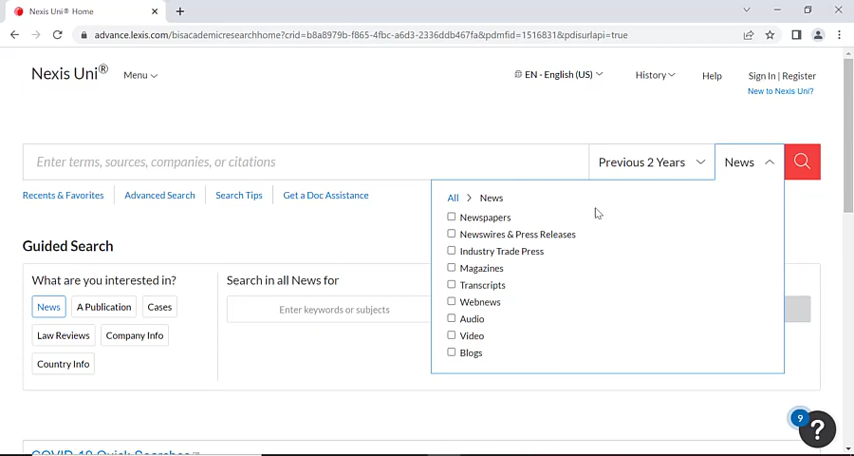 Nexis Uni® Home
advance.lexis.com/bisacademicresearchhome?crid=b8a8979b-f865-4fbc-a6d3-2336ddb467fa&pdmfid=1516831&pdisurlapi=true
Nexis Uni® Menu EN - English (US) History Help Sign In | Register
New to Nexis Uni?
Enter terms, sources, companies, or citations Previous 2 Years News
Recents & Favorites Advanced Search Search Tips Get a Doc Assistance
All > News
Newspapers
Newswires & Press Releases
Industry Trade Press
Magazines
Transcripts
Webnews
Audio
Video
Blogs
Guided Search
What are you interested in? Search in all News for
News A Publication Cases Enter keywords or subjects
Law Reviews Company Info
Country Info
9 ?
COVID-19 Quick Searches